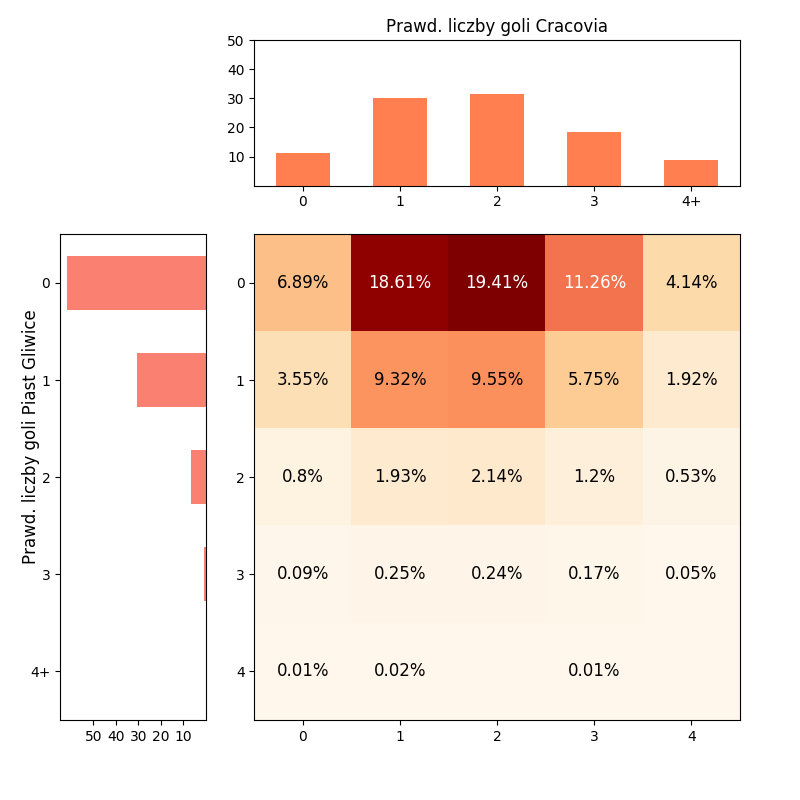 Prawd. liczby goli Cracovia
50
40
30
20
10
0 1 2 3 4+
Prawd. liczby goli Piast Gliwice
0
1
2
3
4+
50 40 30 20 10
0 6.89% 18.61% 19.41% 11.26% 4.14%
1 3.55% 9.32% 9.55% 5.75% 1.92%
2 0.8% 1.93% 2.14% 1.2% 0.53%
3 0.09% 0.25% 0.24% 0.17% 0.05%
4 0.01% 0.02% 0.01%
0 1 2 3 4